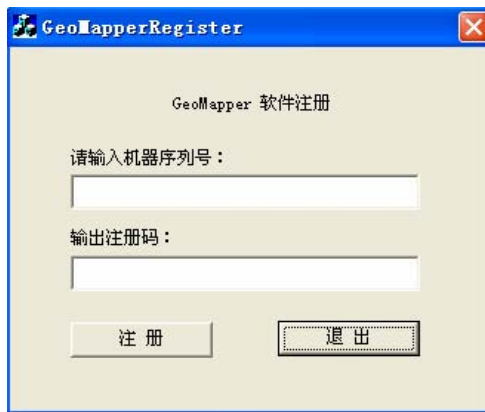 GeoMapperRegister
GeoMapper 软件注册
请输入机器序列号：
输出注册码：
注 册
退 出